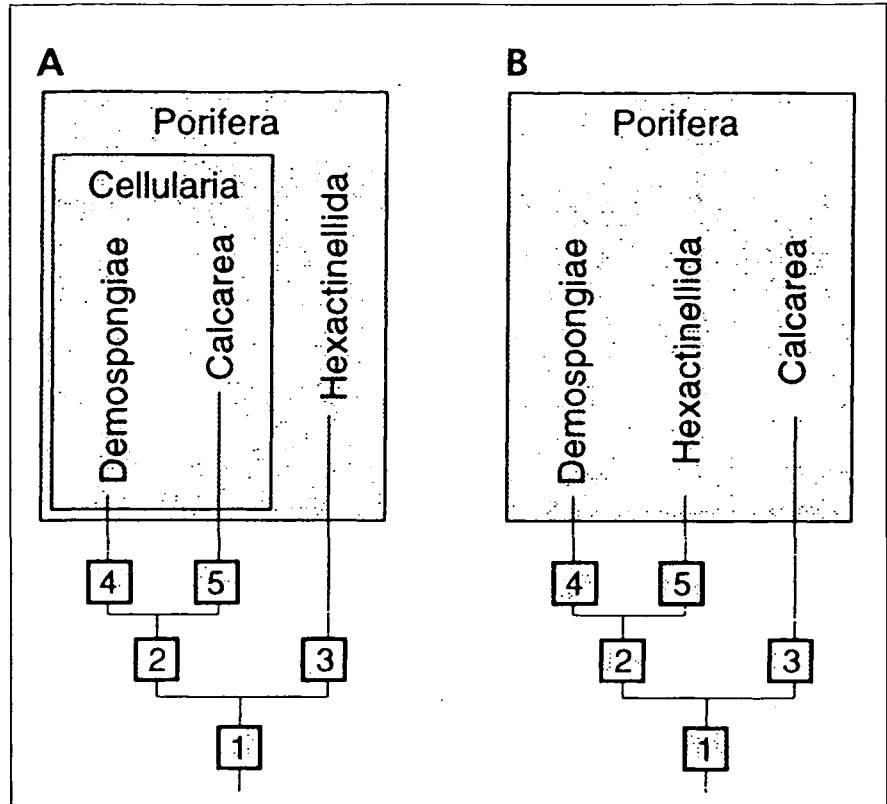 A
Porifera
Cellularia
Demospongiae
Calcarea
Hexactinellida
4
5
2
3
1
B
Porifera
Demospongiae
Hexactinellida
Calcarea
4
5
2
3
1